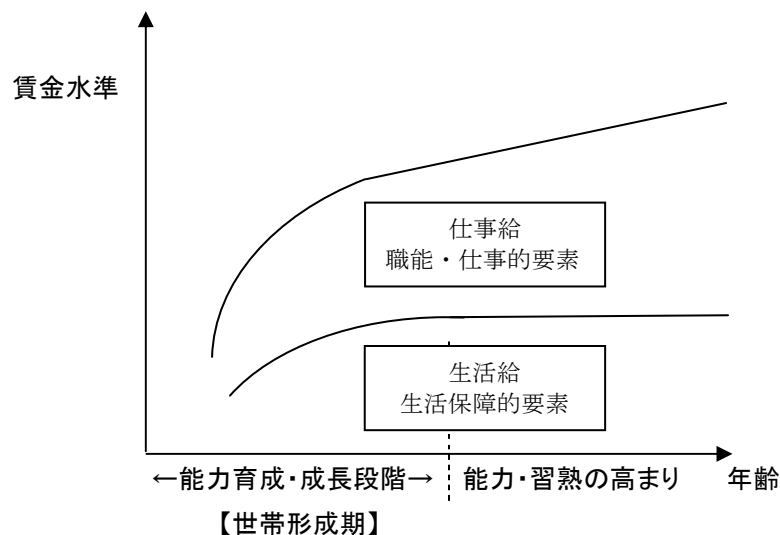 賃金水準
仕事給
職能・仕事的要素
生活給
生活保障的要素
←能力育成・成長段階→ 能力・習熟の高まり 年齢
【世帯形成期】